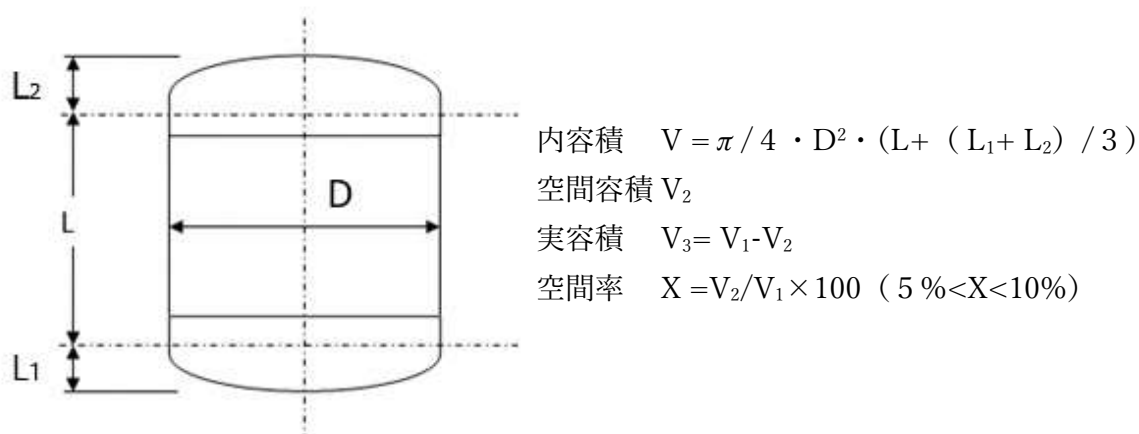 L₂
L
D
L₁
内容積 V=π/4・D²・(L+(L₁+L₂)/3)
空間容積 V₂
実容積 V₃= V₁-V₂
空間率 X =V₂/V₁×100(5%<X<10%)